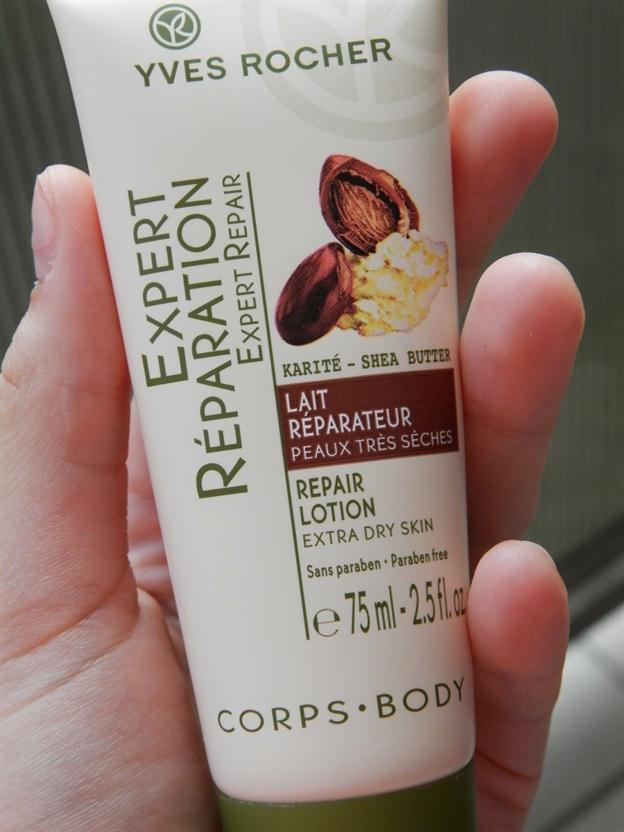 YVES ROCHER
EXPERT
RÉPARATION
EXPERT REPAIR
KARITÉ – SHEA BUTTER
LAIT
RÉPARATEUR
PEAUX TRÈS SÈCHES
REPAIR
LOTION
EXTRA DRY SKIN
Sans paraben • Paraben free
e 75 ml - 2.5 fl. oz
CORPS • BODY